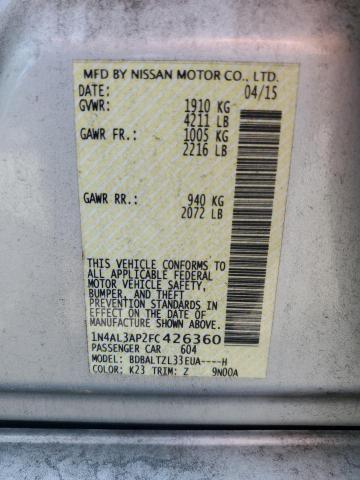 MFD BY NISSAN MOTOR CO., LTD.
DATE: 04/15
GVWR: 1910 KG
4211 LB
GAWR FR.: 1005 KG
2216 LB
GAWR RR.: 940 KG
2072 LB
THIS VEHICLE CONFORMS TO
ALL APPLICABLE FEDERAL
MOTOR VEHICLE SAFETY,
BUMPER, AND THEFT
PREVENTION STANDARDS IN
EFFECT ON THE DATE OF
MANUFACTURE SHOWN ABOVE.
1N4AL3AP2FC426360
PASSENGER CAR 604
MODEL: BDBALTZL33EUA----H
COLOR: K23 TRIM: Z 9N00A